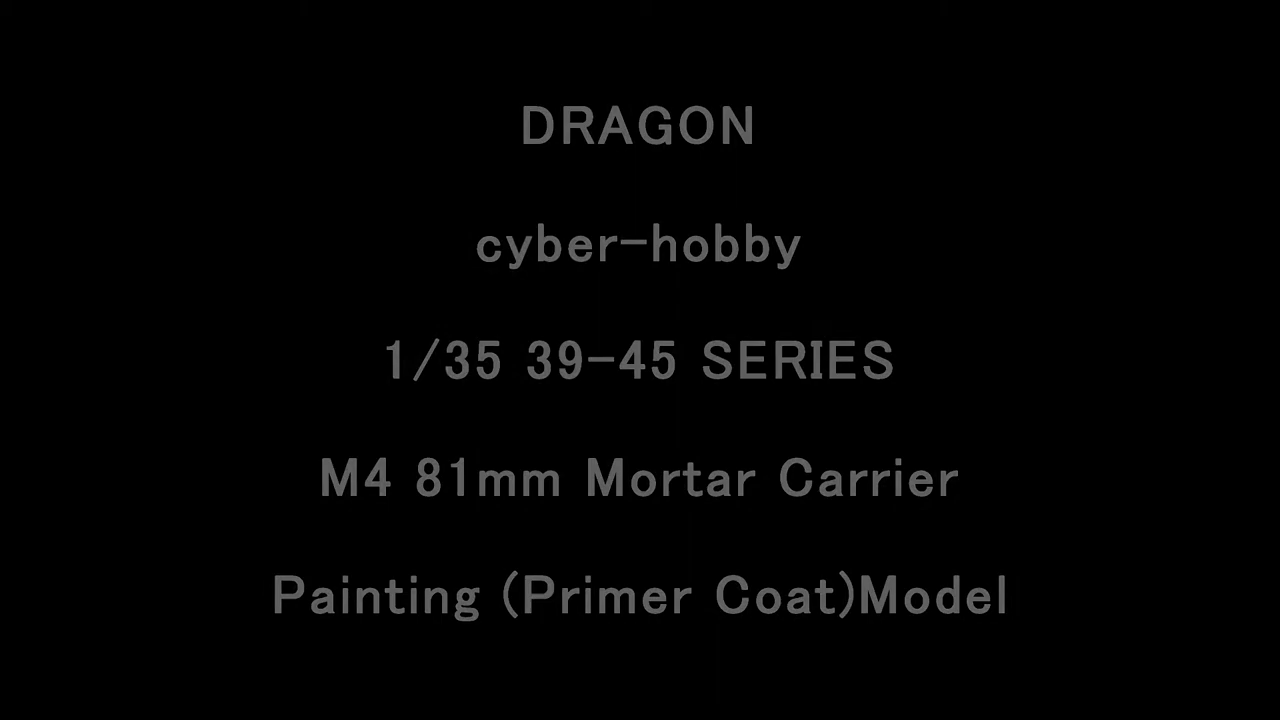 DRAGON
cyber-hobby
1/35 39-45 SERIES
M4 81mm Mortar Carrier
Painting (Primer Coat)Model